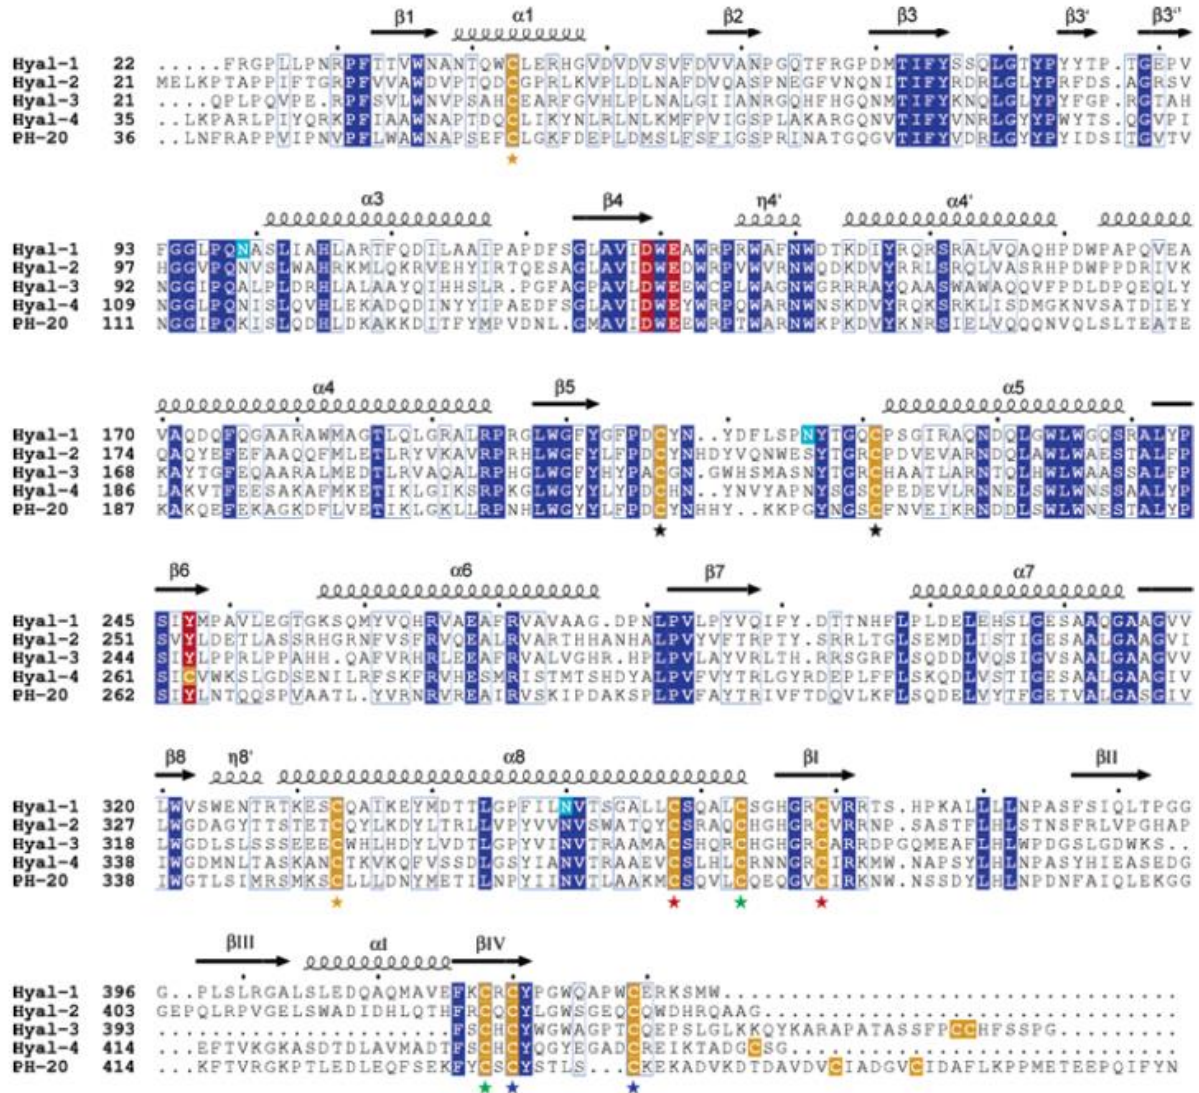 β1 α1 β2 β3 β3' β3''
Hyal-1 22 .....FRGPLLPNRPFTTVWNANTQWCLERHGVDVDVSVFDVVANPGQTFRGPDMTIFYSSQLGTYPYYTP.TGEPV
Hyal-2 21 MELKPTAPPIFTGRPFVVAWDVPTQDCGPRLKVPLDLNAFDVQASPNEGFVNQNITIFYRDRLGLYPRFDS.AGRSV
Hyal-3 21 ....QPLPQVPE.RPFSVLWNVPSAHCEARFGVHLPLNALGIIANRGQHFHGQNMTIFYKNQLGLYPYFGP.RGTAH
Hyal-4 35 ..LKPARLPIYQRKPFIAAWNAPTDQCLIKYNLRLNLKMFPVIGSPLAKARGQNVTIFYVNRLGYYPWYTS.QGVPI
PH-20 36 ..LNFRAPPVIPNVPFLWAWNAPSEFCLGKFDEPLDMSLFSFIGSPRINATGQGVTIFYVDRLGYYPYIDSITGVTV
α3 β4 η4' α4'
Hyal-1 93 FGGLPQNASLIAHLARTFQDILAAIPAPDFSGLAVIDWEAWRPRWAFNWDTKDIYRQRSRALVQAQHPDWPAPQVEA
Hyal-2 97 HGGVPQNVSLWAHRKMLQKRVEHYIRTQESAGLAVIDWEDWRPVWVRNWQDKDVYRRLSRQLVASRHPDWPPDRIVK
Hyal-3 92 NGGIPQALPLDRHLALAAYQIHHSLR.PGFAGPAVLDWEEWCPLWAGNWGRRRAYQAASWAWAQQVFPDLDPQEQLY
Hyal-4 109 NGGLPQNISLQVHLEKADQDINYYIPAEDFSGLAVIDWEYWRPQWARNWNSKDVYRQKSRKLISDMGKNVSATDIEY
PH-20 111 NGGIPQKISLQDHLDKAKKDITFYMPVDNL.GMAVIDWEEWRPTWARNWKPKDVYKNRSIELVQQQNVQLSLTEATE
α4 β5 α5
Hyal-1 170 VAQDQFQGAARAWMAGTLQLGRALRPRGLWGFYGFPDCYN..YDFLSPNYTGQCPSGIRAQNDQLGWLWGQSRALYP
Hyal-2 174 QAQYEFEFAAQQFMLETLRYVKAVRPRHLWGFYLFPDCYNHDYVQNWESYTGRCPDVEVARNDQLAWLWAESTALFP
Hyal-3 168 KAYTGFEQAARALMEDTLRVAQALRPHGLWGFYHYPACGN.GWHSMASNYTGRCHAATLARNTQLHWLWAASSALFP
Hyal-4 186 LAKVTFEESAKAFMKETIKLGIKSRPKGLWGYYLYPDCHN..YNVYAPNYSGSCPEDEVLRNNELSWLWNSSAALYP
PH-20 187 KAKQEFEKAGKDFLVETIKLGKLLRPNHLWGYYLFPDCYNHHY..KKPGYNGSCFNVEIKRNDDLSWLWNESTALYP
β6 α6 β7 α7
Hyal-1 245 SIYMPAVLEGTGKSQMYVQHRVAEAFRVAVAAG.DPNLPVLPYVQIFY.DTTNHFLPLDELEHSLGESAAQGAAGVV
Hyal-2 251 SVYLDETLASSRHGRNFVSFRVQEALRVARTHHANHALPVYVFTRPTY.SRRLTGLSEMDLISTIGESAALGAAGVI
Hyal-3 244 SIYLPERLPPAHH.QAFVRHRLEEAFRVALVGHR.HPLPVLAYVRLTH.RRSGRFLSQDDLVQSIGVSAALGAAGVV
Hyal-4 261 SICVWKSLGDSENILRFSKFRVHESMRISTMTSHDYALPVFVYTRLGYRDEPLFFLSKQDLVSTIGESAALGAAGIV
PH-20 262 SIYLNTQQSPVAATL.YVRNRVREAIRVSKIPDAKSPLPVFAYTRIVFTDQVLKFLSQDELVYTFGETVALGASGIV
β8 η8' α8 βI βII
Hyal-1 320 LWVSWENTRTKESCQAIKEYMDTTLGPFILNVTSGALLCSQALCSGHGRCVRRTS.HPKALLLLNPASFSIQLTPGG
Hyal-2 327 LWGDAGYTTSTETCQYLKDYLTRLLVPYVVNVSWATQYCSRAQCHGHGRCVRRNP.SASTFLHLSTNSFRLVPGHAP
Hyal-3 318 LWGDLSLSSSEEECWHLHDYLVDTLGPYVINVTRAAMACSHQRCHGHGRCARRDPGQMEAFLHLWPDGSLGDWKS..
Hyal-4 338 IWGDMNLTASKANCTKVKQFVSSDLGSYIANVTRAAEVCSLHLCRNNGRCIRKMW.NAPSYLHLNPASYHIEASEDG
PH-20 338 IWGTLSIMRSMKSCLLLDNYMETILNPYIINVTLAAKMCSQVLCQEQGVCIRKNW.NSSDYLHLNPDNFAIQLEKGG
βIII αI βIV
Hyal-1 396 G..PLSLRGALSLEDQAQMAVEFKCRCYPGWQAPWCERKSMW..................................
Hyal-2 403 GEPQLRPVGELSWADIDHLQTHFRCQCYLGWSGEQCQWDHRQAAG...............................
Hyal-3 393 ......................FSCHCYWGWAGPTCQEPSLGLKKQYKARAPATASSFPCCHFSSPG.........
Hyal-4 414 ...EFTVKGKASDTDLAVMADTFSCHCYQGYEGADCREIKTADGCSG.............................
PH-20 414 ...KFTVRGKPTLEDLEQFSEKFYCSCYSTLS...CKEKADVKDTDAVDVCIADGVCIDAFLKPPMETEEPQIFYN